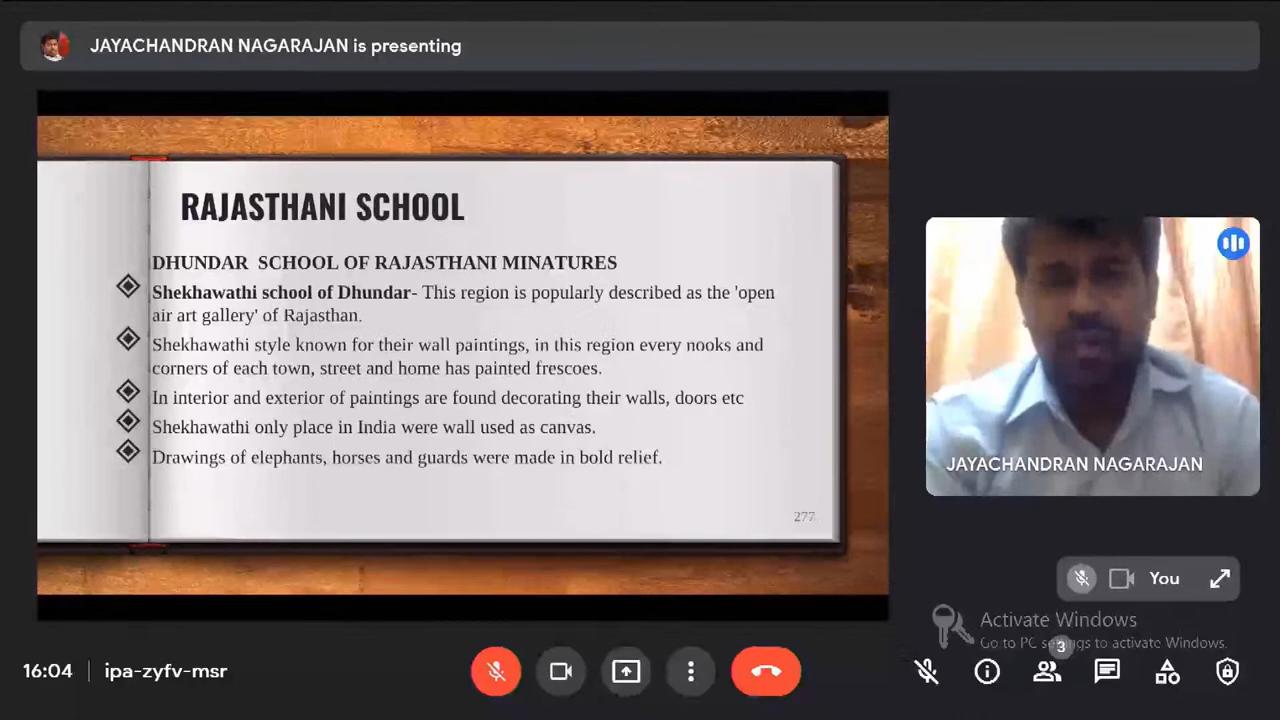 JAYACHANDRAN NAGARAJAN is presenting
RAJASTHANI SCHOOL
DHUNDAR SCHOOL OF RAJASTHANI MINATURES
Shekhawathi school of Dhundar- This region is popularly described as the 'open
air art gallery' of Rajasthan.
Shekhawathi style known for their wall paintings, in this region every nooks and
corners of each town, street and home has painted frescoes.
In interior and exterior of paintings are found decorating their walls, doors etc
Shekhawathi only place in India were wall used as canvas.
Drawings of elephants, horses and guards were made in bold relief.
277
JAYACHANDRAN NAGARAJAN
You
Activate Windows
Go to PC settings to activate Windows.
3
16:04
ipa-zyfv-msr